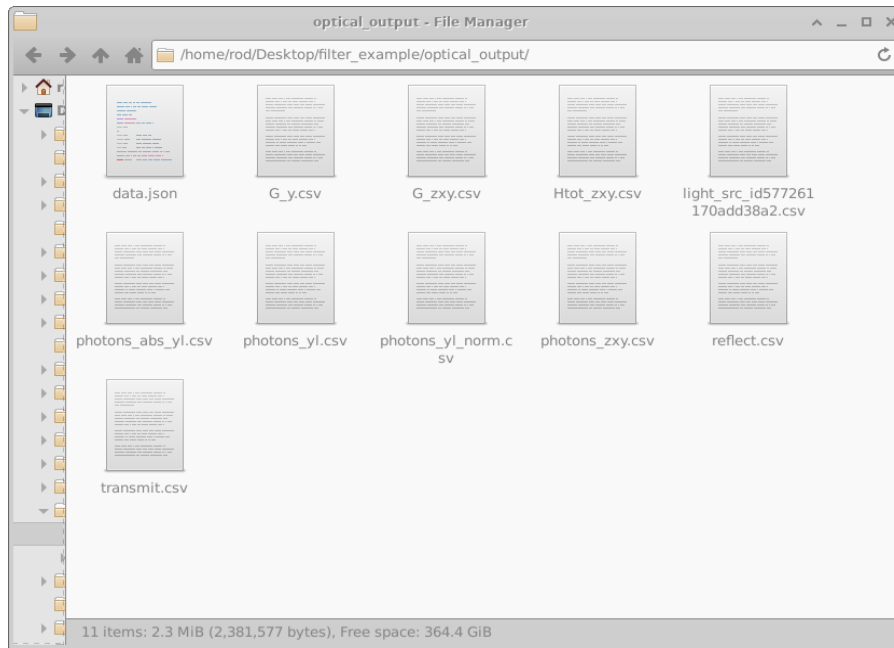 optical_output - File Manager
/home/rod/Desktop/filter_example/optical_output/
r
D
data.json
G_y.csv
G_zxy.csv
Htot_zxy.csv
light_src_id577261
170add38a2.csv
photons_abs_yl.csv
photons_yl.csv
photons_yl_norm.c
sv
photons_zxy.csv
reflect.csv
transmit.csv
11 items: 2.3 MiB (2,381,577 bytes), Free space: 364.4 GiB